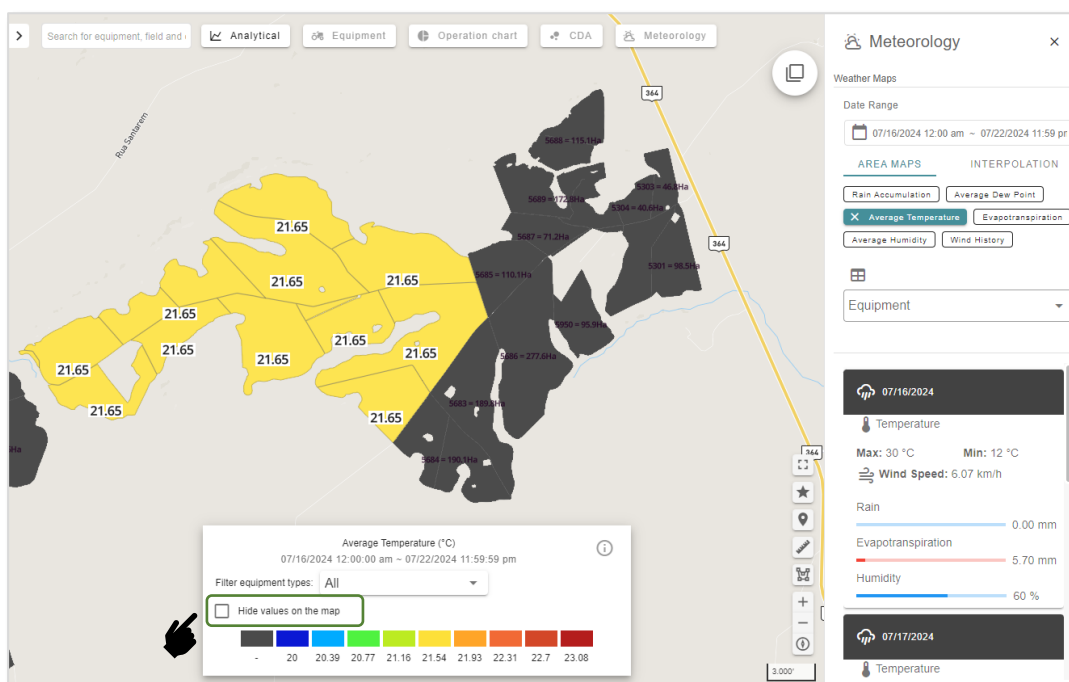 Search for equipment, field and
Analytical
Equipment
Operation chart
CDA
Meteorology
Meteorology
Weather Maps
Date Range
07/16/2024 12:00 am ~ 07/22/2024 11:59 pr
AREA MAPS
INTERPOLATION
Rain Accumulation
Average Dew Point
Average Temperature
Evapotranspiration
Average Humidity
Wind History
Equipment
07/16/2024
Temperature
Max: 30 °C
Min: 12 °C
Wind Speed: 6.07 km/h
Rain
0.00 mm
Evapotranspiration
5.70 mm
Humidity
60 %
07/17/2024
Temperature
Rua Santarem
364
5688 = 115.1Ha
5303 = 46.8Ha
5689 = 172.8Ha
5304 = 40.6Ha
21.65
5687 = 71.2Ha
364
5301 = 98.5Ha
5685 = 110.1Ha
21.65
21.65
21.65
5950 = 95.9Ha
21.65
21.65
21.65
21.65
5686 = 277.6Ha
21.65
21.65
5683 = 189.8Ha
21.65
Ha
5684 = 190.1Ha
364
Average Temperature (°C)
07/16/2024 12:00:00 am ~ 07/22/2024 11:59:59 pm
Filter equipment types:
All
Hide values on the map
- 20 20.39 20.77 21.16 21.54 21.93 22.31 22.7 23.08
3.000'